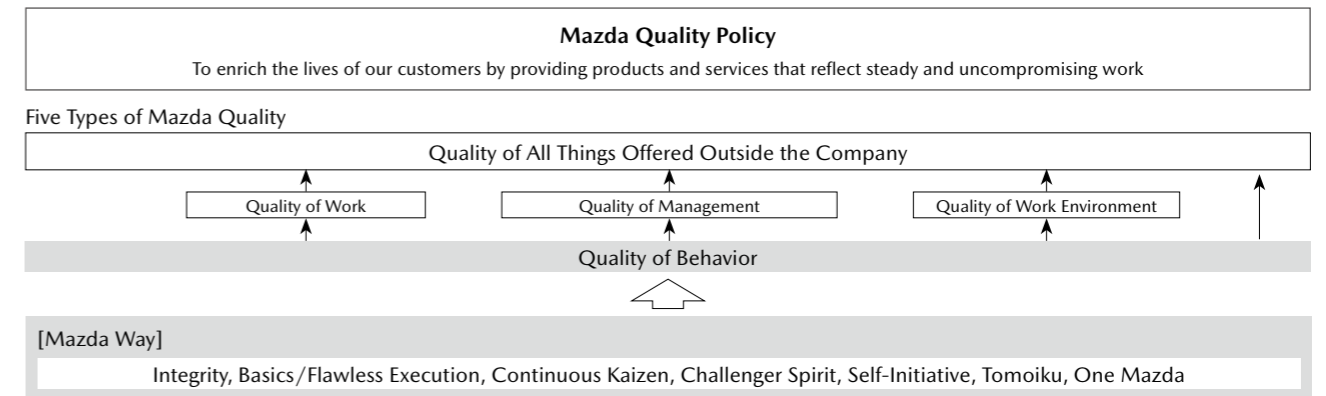 Mazda Quality Policy
To enrich the lives of our customers by providing products and services that reflect steady and uncompromising work
Five Types of Mazda Quality
Quality of All Things Offered Outside the Company
Quality of Work
Quality of Management
Quality of Work Environment
Quality of Behavior
[Mazda Way]
Integrity, Basics/Flawless Execution, Continuous Kaizen, Challenger Spirit, Self-Initiative, Tomoiku, One Mazda